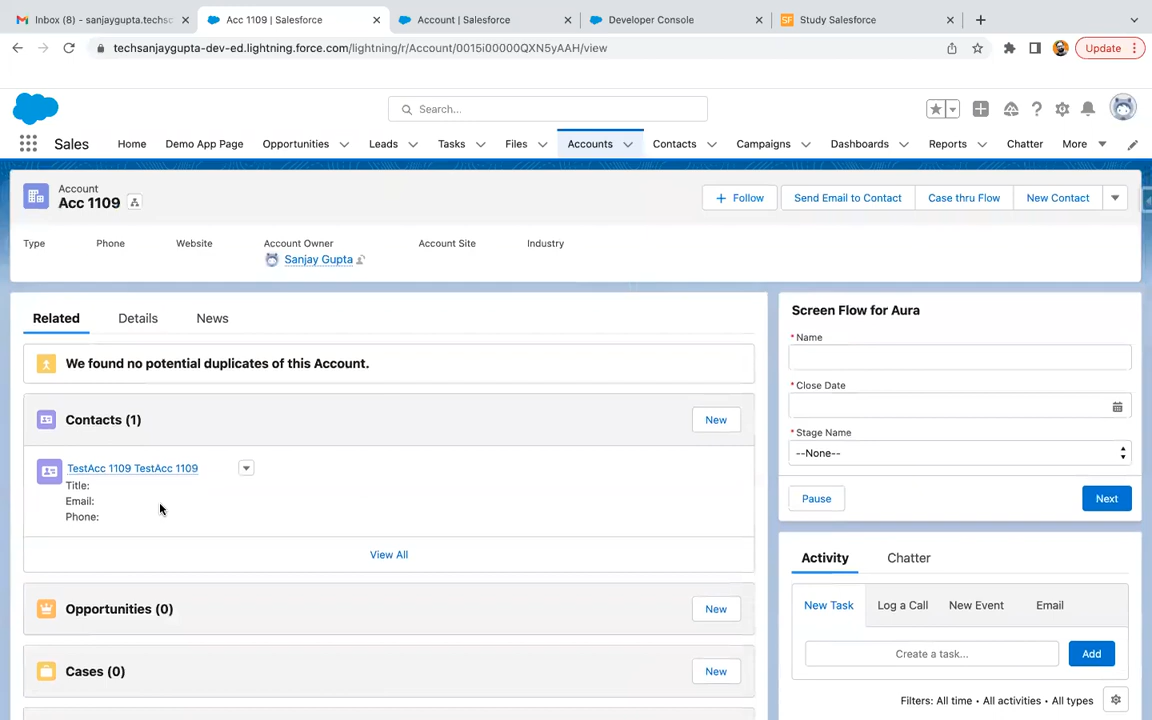 Inbox (8) - sanjaygupta.techsc
Acc 1109 | Salesforce
Account | Salesforce
Developer Console
SF Study Salesforce
techsanjaygupta-dev-ed.lightning.force.com/lightning/r/Account/0015i00000QXN5yAAH/view
Update
Search...
Sales
Home
Demo App Page
Opportunities
Leads
Tasks
Files
Accounts
Contacts
Campaigns
Dashboards
Reports
Chatter
More
Account
Acc 1109
Follow
Send Email to Contact
Case thru Flow
New Contact
Type
Phone
Website
Account Owner
Account Site
Industry
Sanjay Gupta
Related
Details
News
We found no potential duplicates of this Account.
Contacts (1)
New
TestAcc 1109 TestAcc 1109
Title:
Email:
Phone:
View All
Opportunities (0)
New
Cases (0)
New
Screen Flow for Aura
* Name
* Close Date
* Stage Name
--None--
Pause
Next
Activity
Chatter
New Task
Log a Call
New Event
Email
Create a task...
Add
Filters: All time • All activities • All types